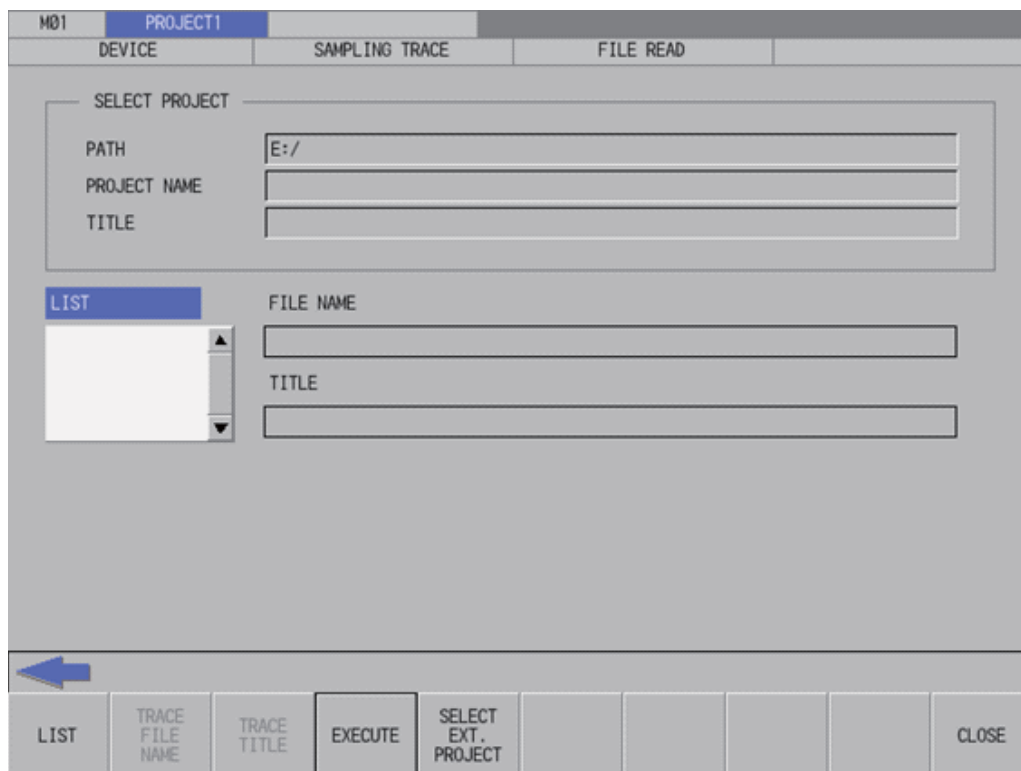 MØ1 PROJECT1
DEVICE SAMPLING TRACE FILE READ
SELECT PROJECT
PATH E:/
PROJECT NAME
TITLE
LIST FILE NAME
TITLE
LIST TRACE FILE NAME TRACE TITLE EXECUTE SELECT EXT. PROJECT CLOSE